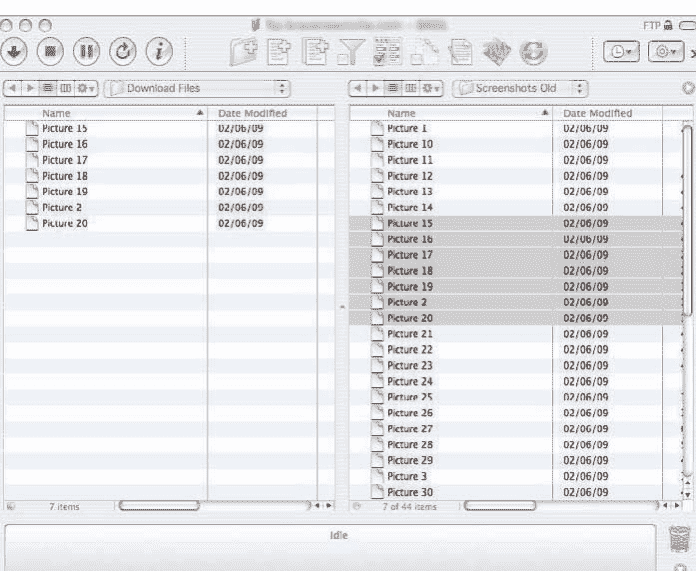 FTP
Download Files
Screenshots Old
Name Date Modified
Picture 15 02/06/09
Picture 16 02/06/09
Picture 17 02/06/09
Picture 18 02/06/09
Picture 19 02/06/09
Picture 2 02/06/09
Picture 20 02/06/09
7 items
Name Date Modified
Picture 1 02/06/09
Picture 10 02/06/09
Picture 11 02/06/09
Picture 12 02/06/09
Picture 13 02/06/09
Picture 14 02/06/09
Picture 15 02/06/09
Picture 16 02/06/09
Picture 17 02/06/09
Picture 18 02/06/09
Picture 19 02/06/09
Picture 2 02/06/09
Picture 20 02/06/09
Picture 21 02/06/09
Picture 22 02/06/09
Picture 23 02/06/09
Picture 24 02/06/09
Picture 25 02/06/09
Picture 26 02/06/09
Picture 27 02/06/09
Picture 28 02/06/09
Picture 29 02/06/09
Picture 3 02/06/09
Picture 30 02/06/09
7 of 44 items
Idle